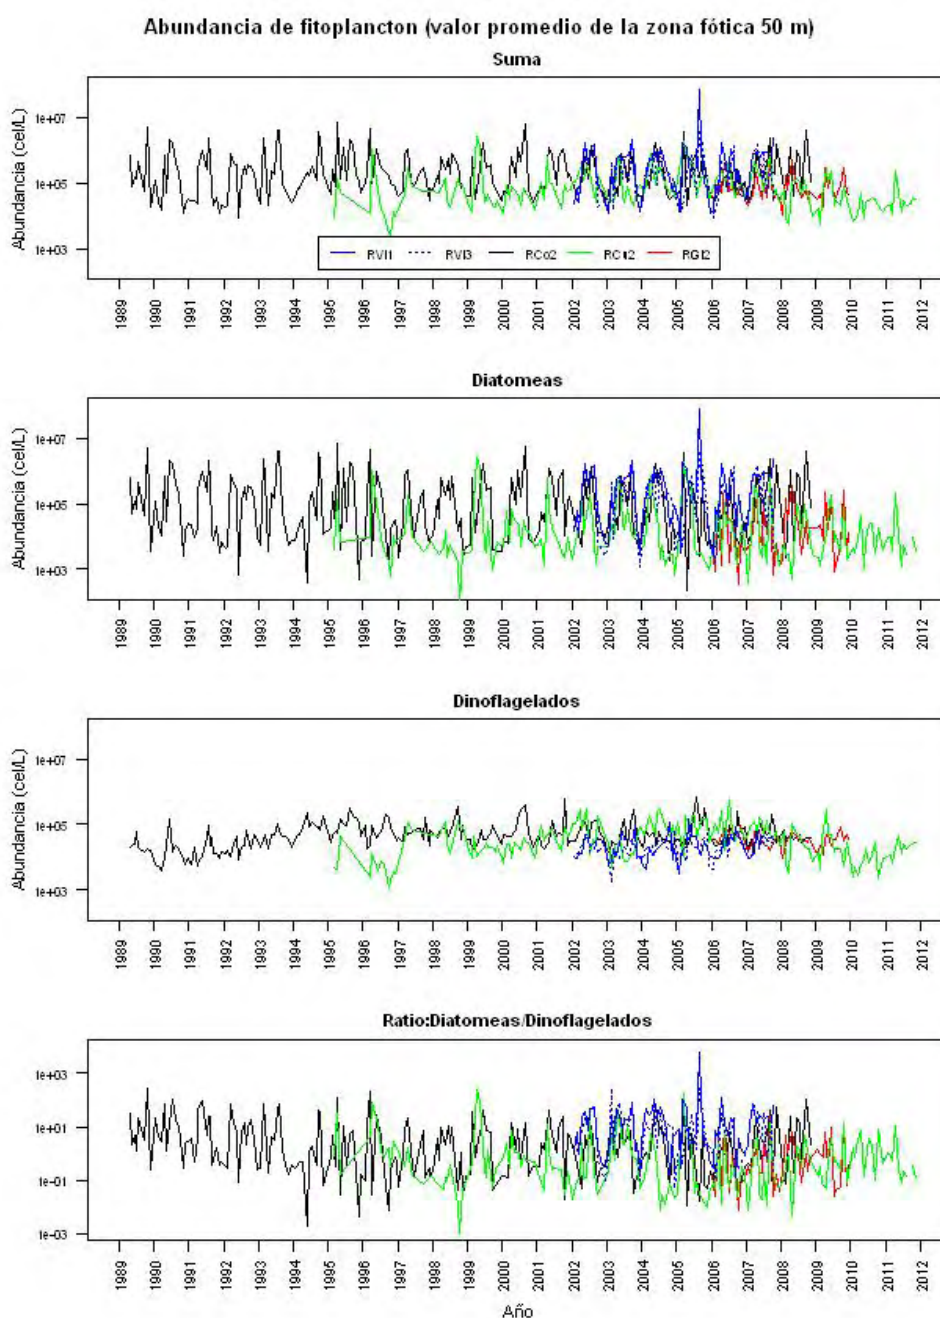 Abundancia de fitoplancton (valor promedio de la zona fótica 50 m)
Suma
Abundancia (cel/L)
1e+07
1e+05
1e+03
RVI1 RVI3 RCo2 RCu2 RGI2
1989 1990 1991 1992 1993 1994 1995 1996 1997 1998 1999 2000 2001 2002 2003 2004 2005 2006 2007 2008 2009 2010 2011 2012
Diatomeas
Abundancia (cel/L)
1e+07
1e+05
1e+03
1989 1990 1991 1992 1993 1994 1995 1996 1997 1998 1999 2000 2001 2002 2003 2004 2005 2006 2007 2008 2009 2010 2011 2012
Dinoflagelados
Abundancia (cel/L)
1e+07
1e+05
1e+03
1989 1990 1991 1992 1993 1994 1995 1996 1997 1998 1999 2000 2001 2002 2003 2004 2005 2006 2007 2008 2009 2010 2011 2012
Ratio:Diatomeas/Dinoflagelados
1e+03
1e+01
1e-01
1e-03
1989 1990 1991 1992 1993 1994 1995 1996 1997 1998 1999 2000 2001 2002 2003 2004 2005 2006 2007 2008 2009 2010 2011 2012
Año